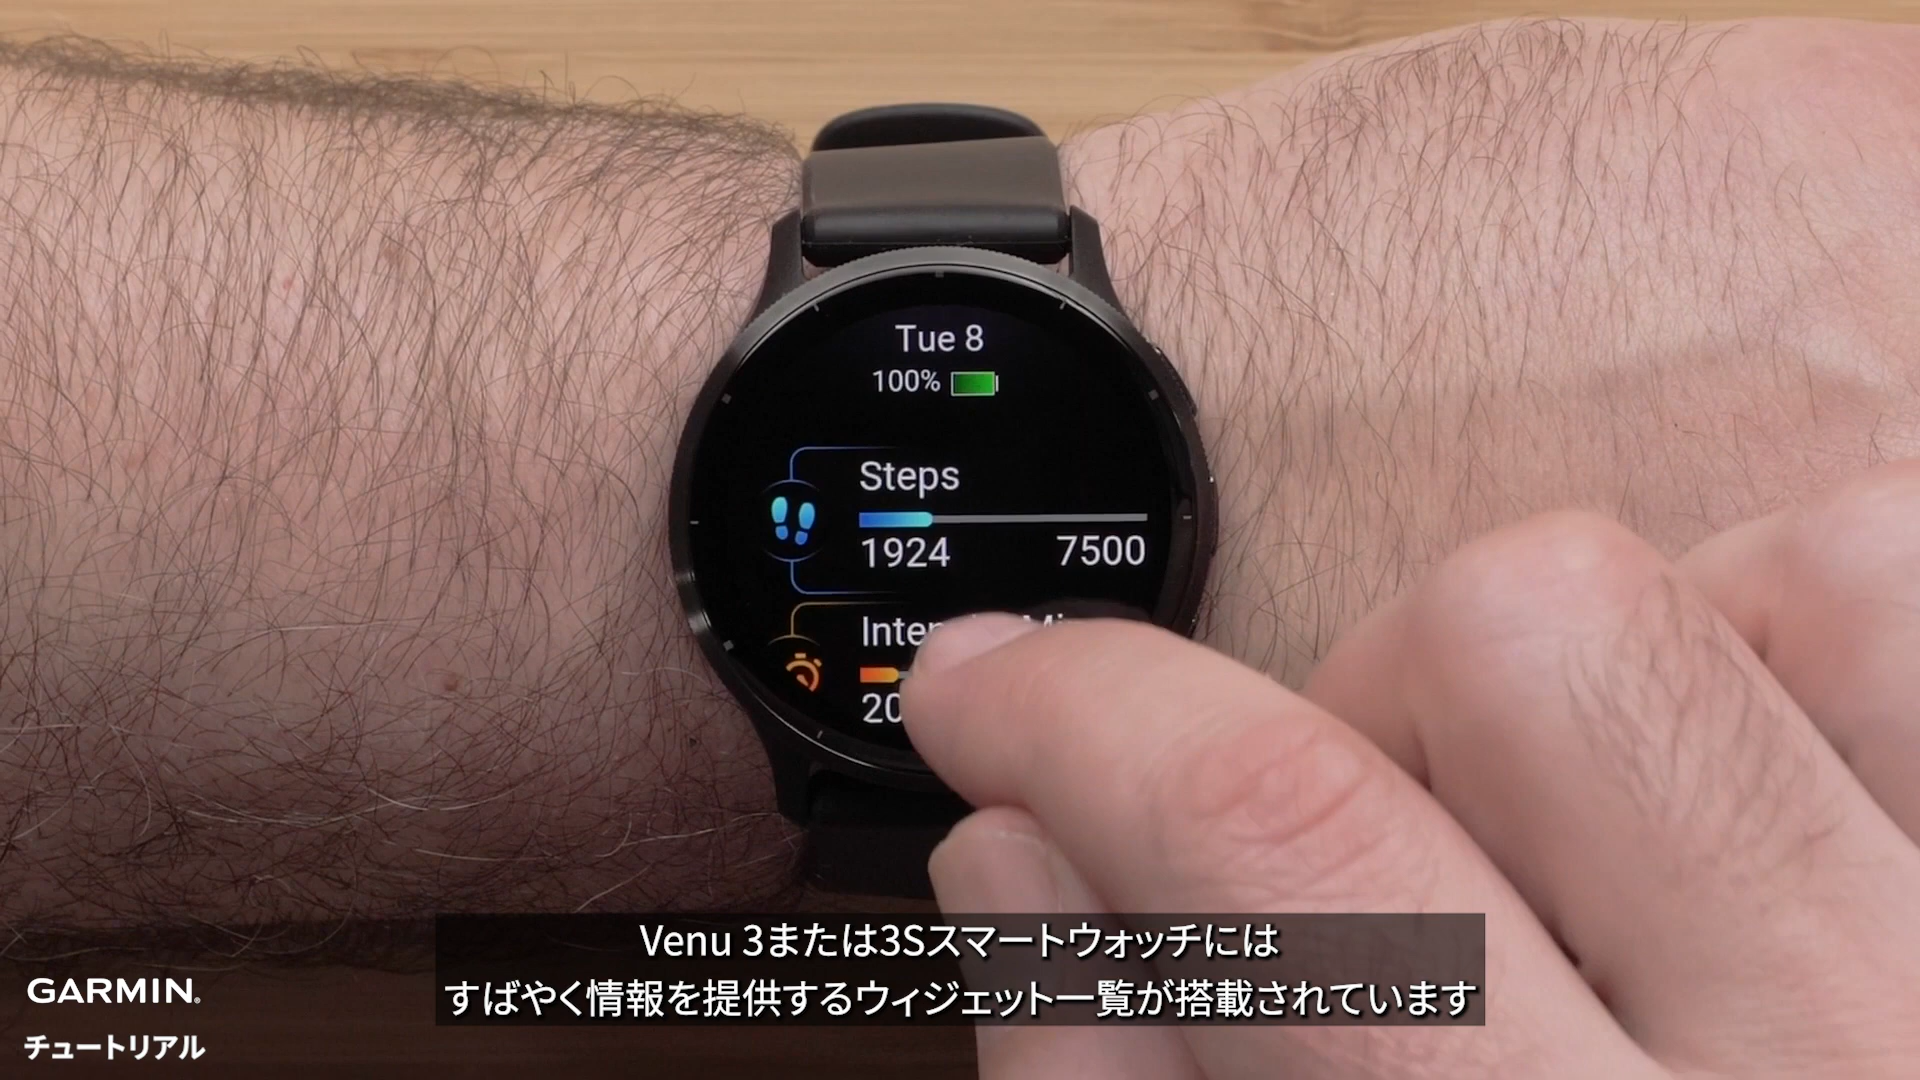 Tue 8
100%
Steps
1924 7500
20
Venu 3または3Sスマートウォッチには
すばやく情報を提供するウィジェット一覧が搭載されています
GARMIN®
チュートリアル